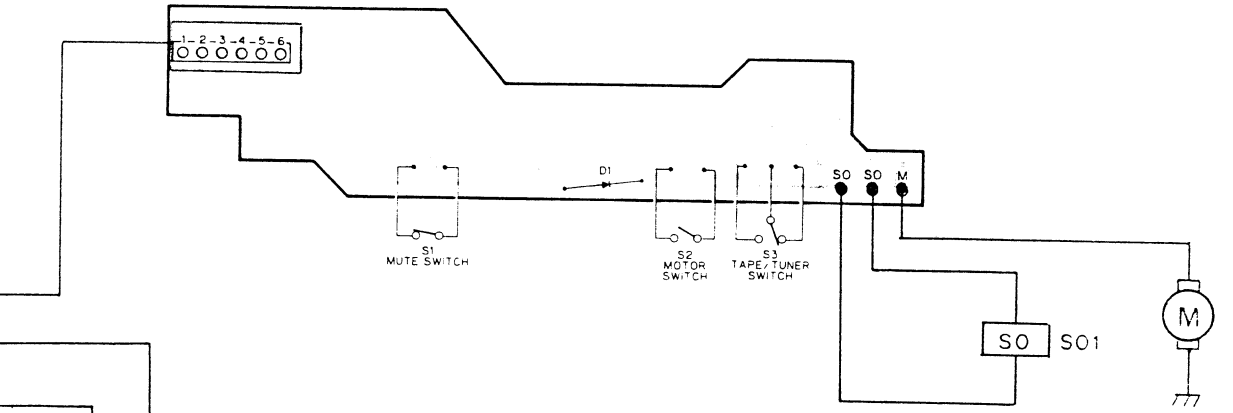 1-2-3-4-5-6
D1
SO SO M
S1
MUTE SWITCH
S2
MOTOR
SWITCH
S3
TAPE/TUNER
SWITCH
SO SO1
M